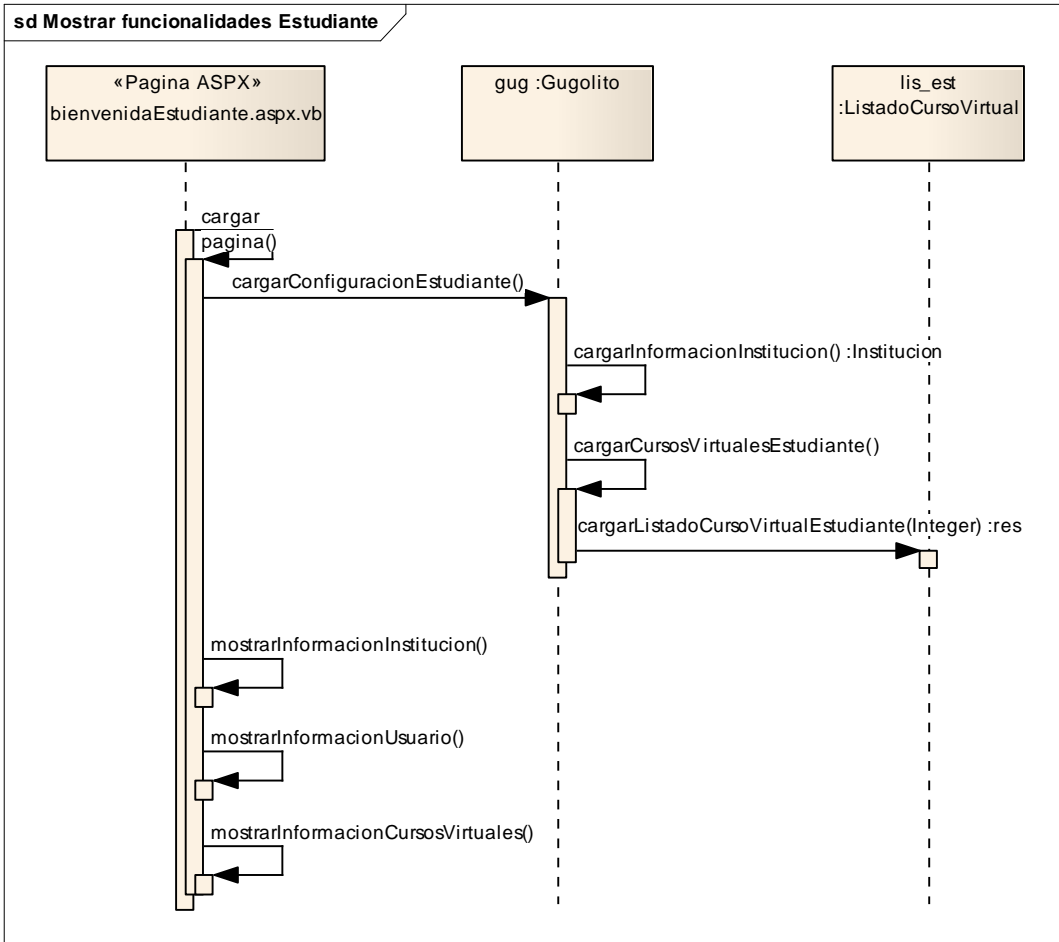 sd Mostrar funcionalidades Estudiante
«Pagina ASPX»
bienvenidaEstudiante.aspx.vb
gug :Gugolito
lis_est
:ListadoCursoVirtual
cargar
pagina()
cargarConfiguracionEstudiante()
cargarInformacionInstitucion() :Institucion
cargarCursosVirtualesEstudiante()
cargarListadoCursoVirtualEstudiante(Integer) :res
mostrarInformacionInstitucion()
mostrarInformacionUsuario()
mostrarInformacionCursosVirtuales()